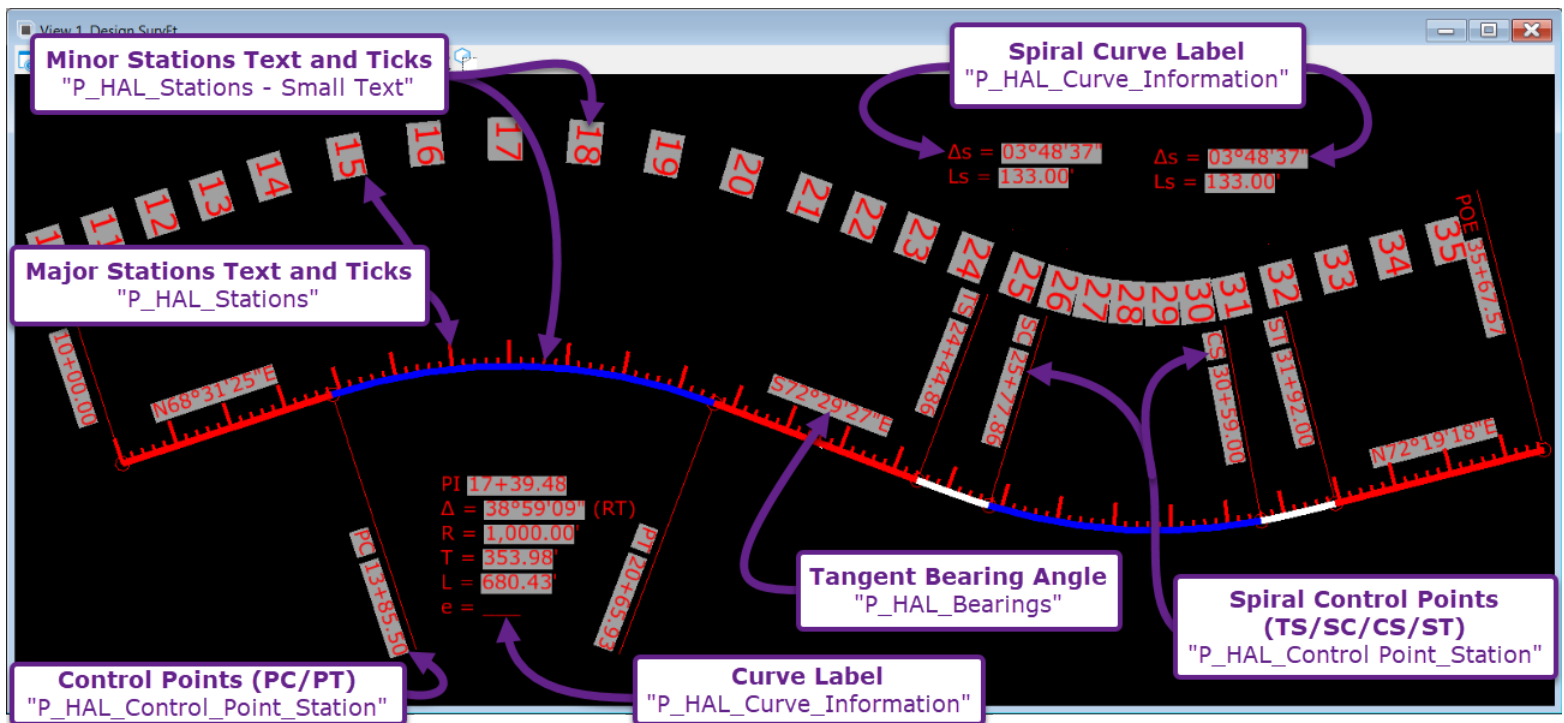 View 1, Design SurvFt
Minor Stations Text and Ticks
"P_HAL_Stations - Small Text"
Spiral Curve Label
"P_HAL_Curve_Information"
Δs = 03°48'37"
Ls = 133.00'
Δs = 03°48'37"
Ls = 133.00'
11
12
13
14
15
16
17
18
19
20
21
22
23
24
25
26
27
28
29
30
31
32
33
34
35
Major Stations Text and Ticks
"P_HAL_Stations"
10+00.00
N68°31'25"E
S72°29'27"E
TS 24+44.86
SC 25+77.86
CS 30+59.00
ST 31+92.00
POE 35+67.57
N72°19'18"E
PI 17+39.48
Δ = 38°59'09" (RT)
R = 1,000.00'
T = 353.98'
L = 680.43'
e = ___
PC 13+85.50
PT 20+65.93
Tangent Bearing Angle
"P_HAL_Bearings"
Spiral Control Points
(TS/SC/CS/ST)
"P_HAL_Control Point_Station"
Control Points (PC/PT)
"P_HAL_Control_Point_Station"
Curve Label
"P_HAL_Curve_Information"